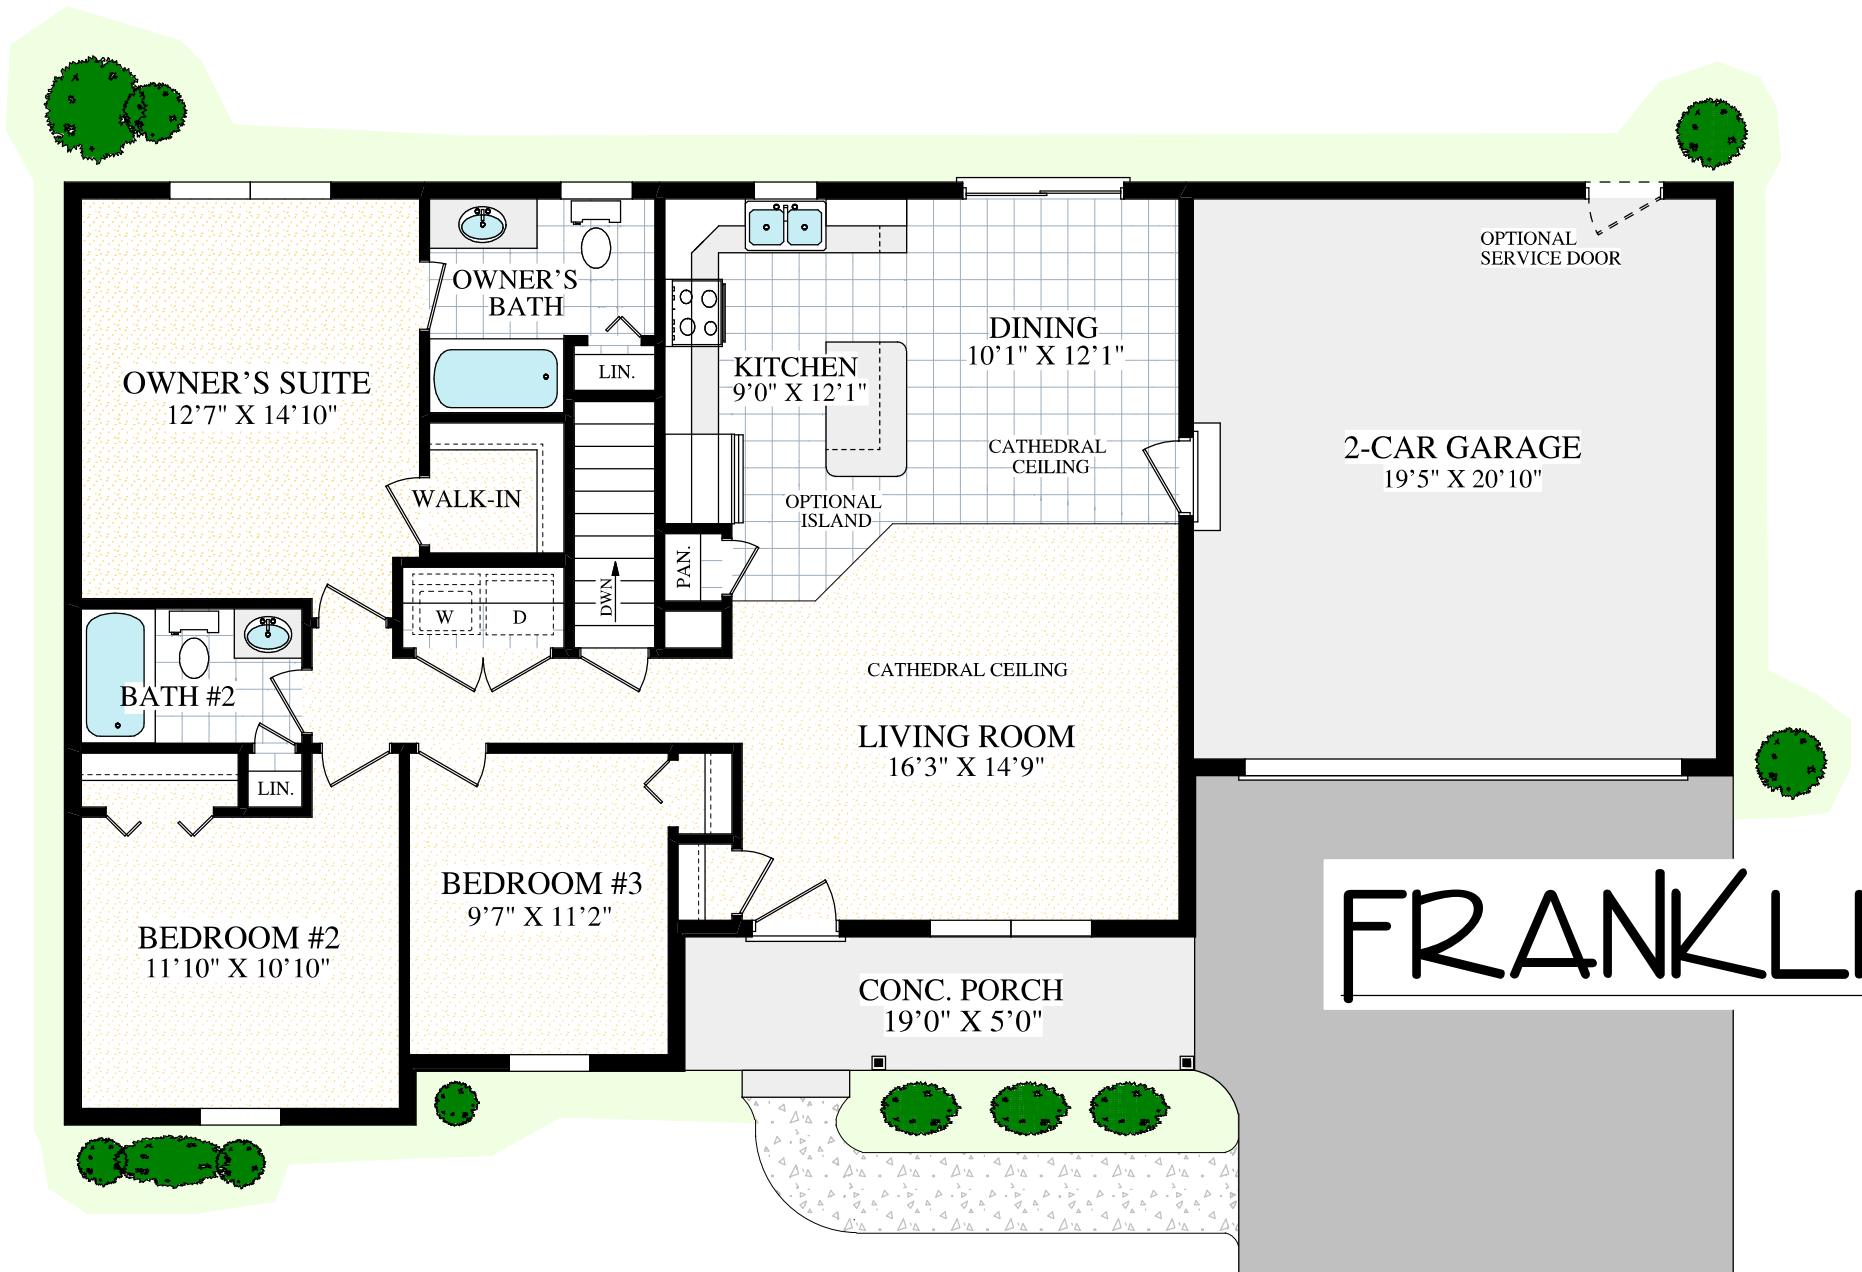 OPTIONAL
SERVICE DOOR
OWNER'S
BATH
DINING
10'1" X 12'1"
KITCHEN
9'0" X 12'1"
LIN.
OWNER'S SUITE
12'7" X 14'10"
2-CAR GARAGE
19'5" X 20'10"
CATHEDRAL
CEILING
WALK-IN
OPTIONAL
ISLAND
PAN.
DWN
W
D
CATHEDRAL CEILING
BATH #2
LIVING ROOM
16'3" X 14'9"
LIN.
BEDROOM #3
9'7" X 11'2"
BEDROOM #2
11'10" X 10'10"
FRANKLI
CONC. PORCH
19'0" X 5'0"